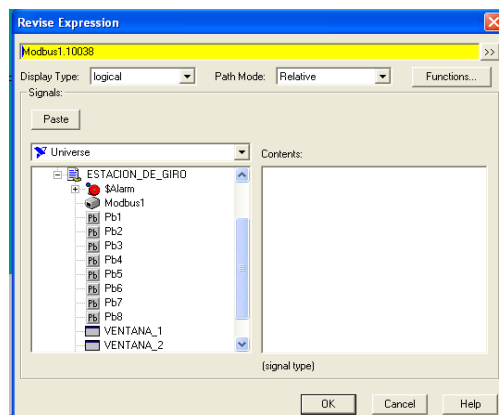 Revise Expression
Modbus1.10038
>>
Display Type: logical Path Mode: Relative Functions...
Signals:
Paste
Universe Contents:
ESTACION_DE_GIRO
$Alarm
Modbus1
Pb Pb1
Pb Pb2
Pb Pb3
Pb Pb4
Pb Pb5
Pb Pb6
Pb Pb7
Pb Pb8
VENTANA_1
VENTANA_2
(signal type)
OK Cancel Help